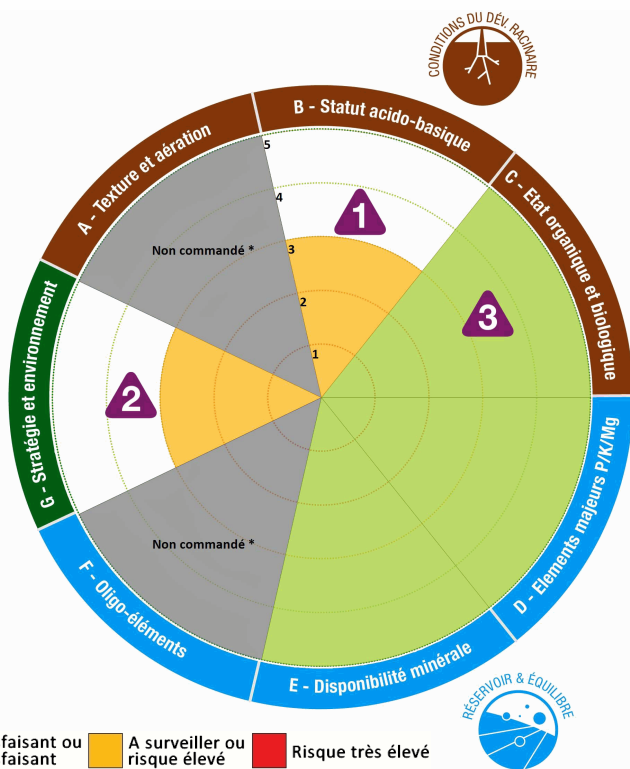 CONDITIONS DU DÉV. RACINAIRE
B - Statut acido-basique
A - Texture et aération
C - Etat organique et biologique
5
4
1
Non commandé *
3
3
2
1
G - Stratégie et environnement
2
D - Elements majeurs P/K/Mg
Non commandé *
F - Oligo-éléments
E - Disponibilité minérale
RÉSERVOIR & ÉQUILIBRE
faisant ou
faisant
A surveiller ou
risque élevé
Risque très élevé